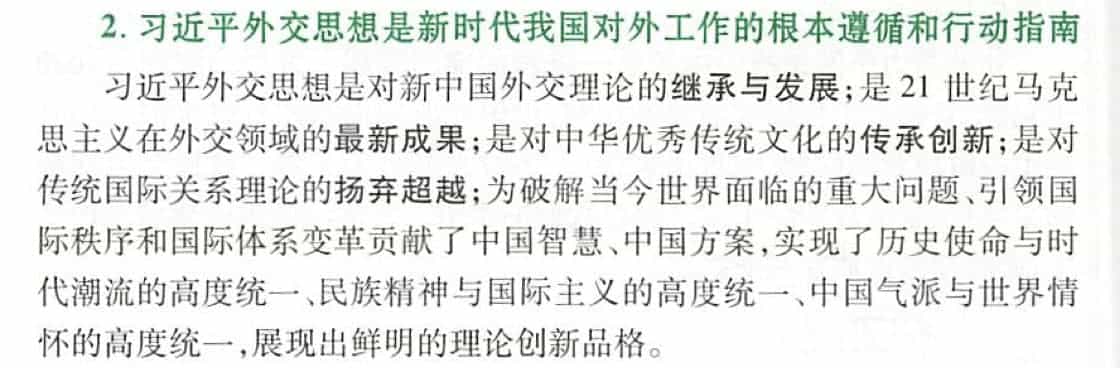 2. 习近平外交思想是新时代我国对外工作的根本遵循和行动指南
习近平外交思想是对新中国外交理论的继承与发展;是 21 世纪马克
思主义在外交领域的最新成果;是对中华优秀传统文化的传承创新;是对
传统国际关系理论的扬弃超越;为破解当今世界面临的重大问题、引领国
际秩序和国际体系变革贡献了中国智慧、中国方案,实现了历史使命与时
代潮流的高度统一、民族精神与国际主义的高度统一、中国气派与世界情
怀的高度统一,展现出鲜明的理论创新品格。